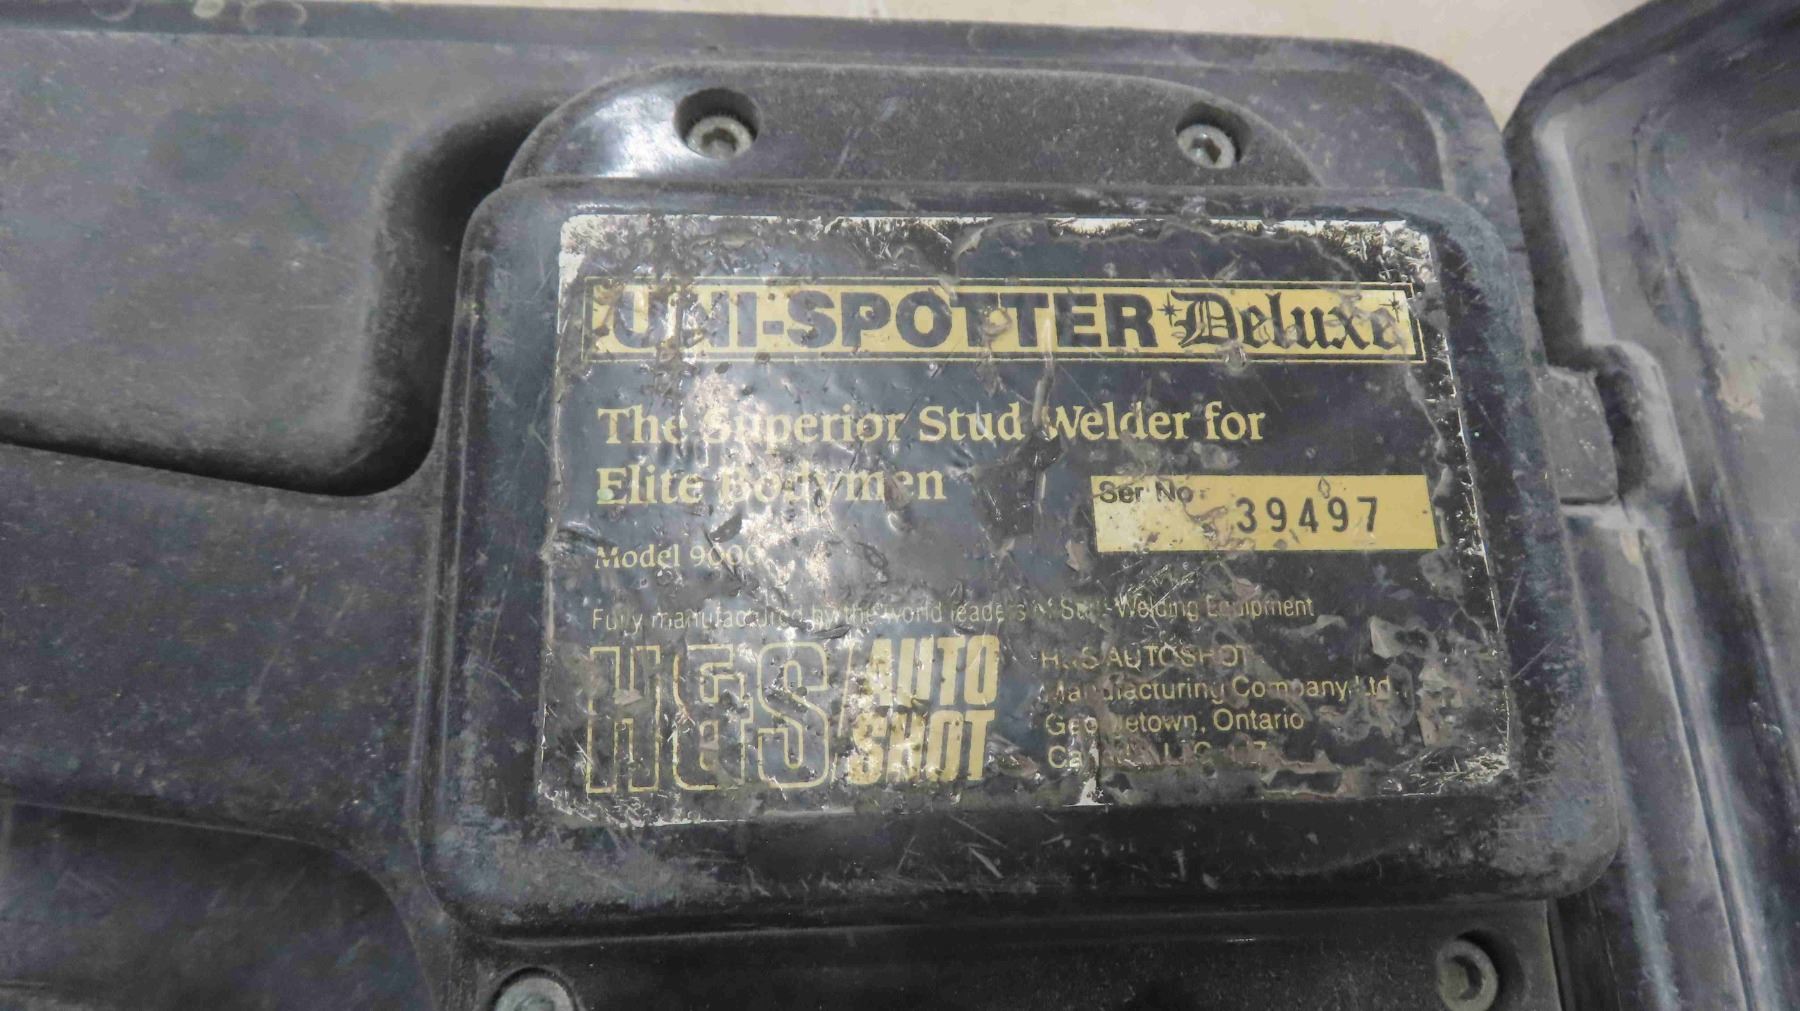 UNI-SPOTTER Deluxe
The Superior Stud Welder for
Elite Bodymen
Ser No 39497
Model 9000
Fully manufactured by the world leaders of Stud Welding Equipment
H&S AUTO SHOT
H&S AUTOSHOT
Manufacturing Company Ltd.
Georgetown, Ontario